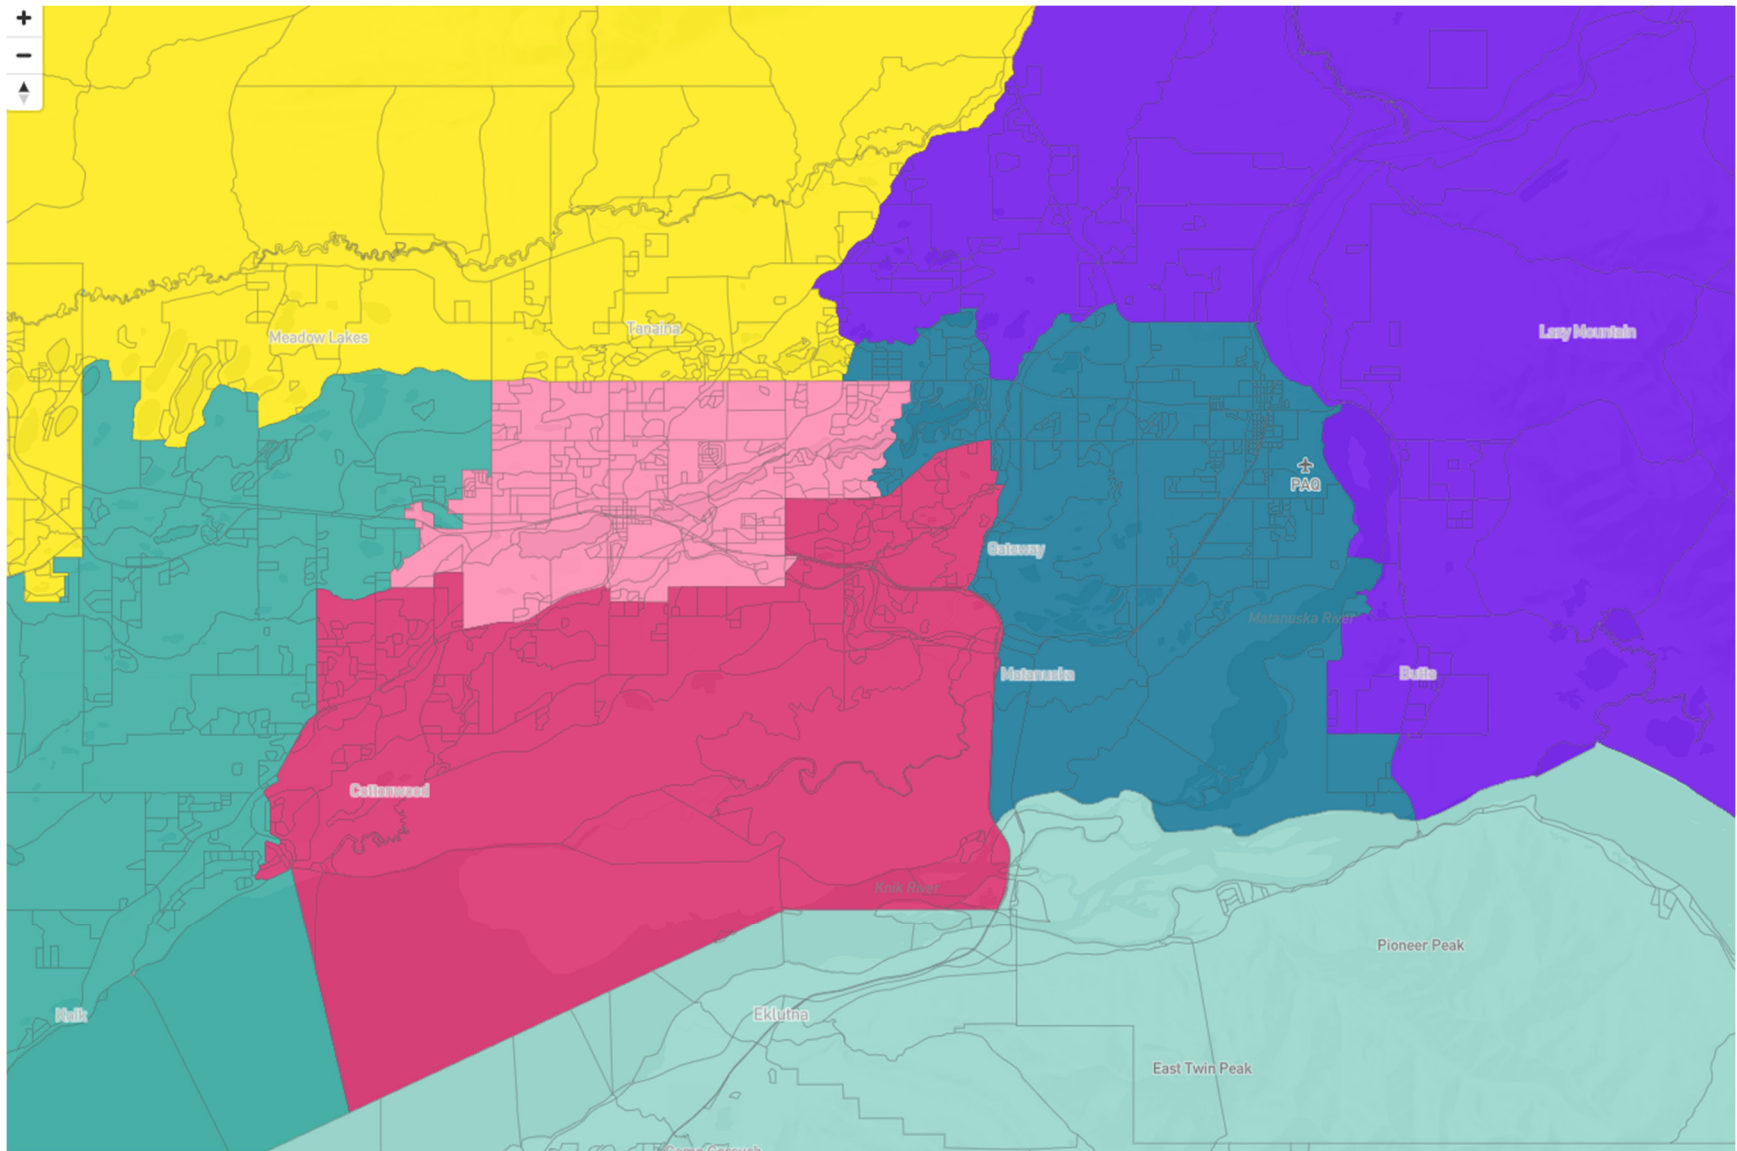 +
−
Meadow Lakes
Tanaina
Lazy Mountain
PAQ
Gateway
Matanuska River
Matanuska
Butte
Cottonwood
Knik River
Pioneer Peak
Knik
Eklutna
East Twin Peak